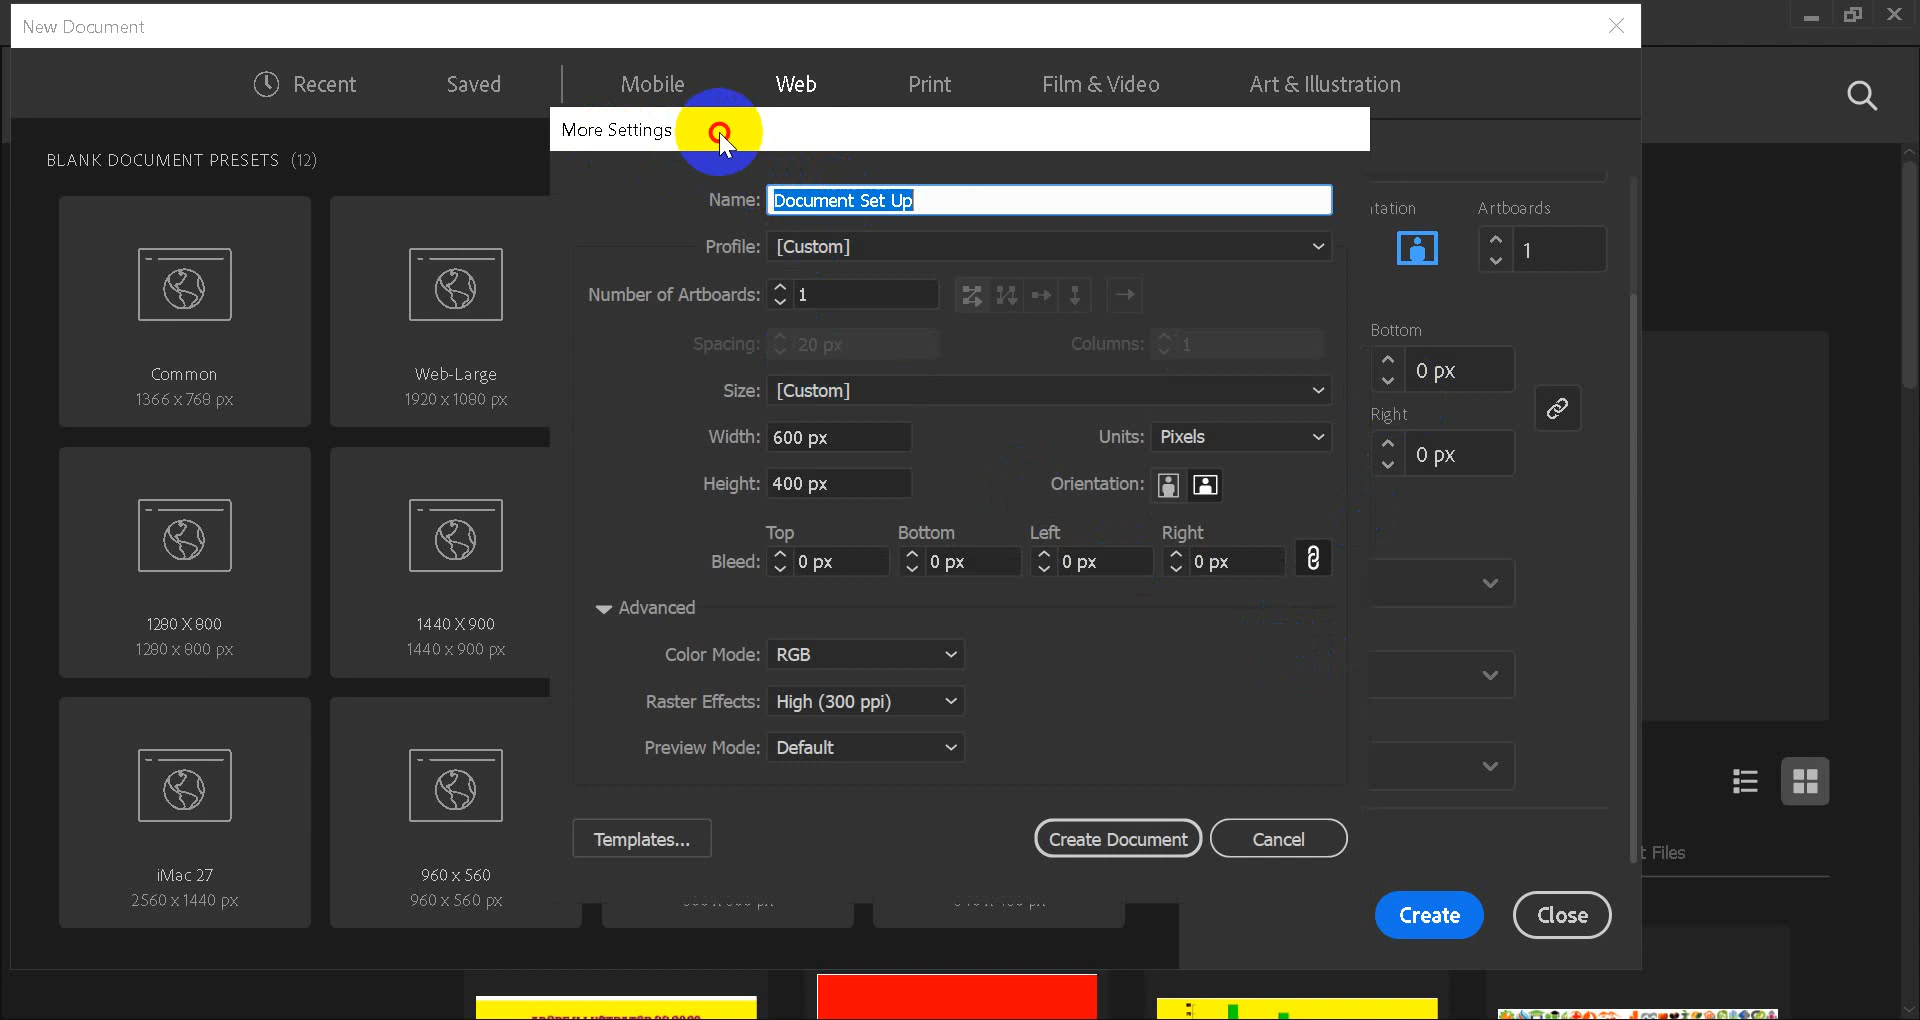 New Document
Recent
Saved
Mobile
Web
Print
Film & Video
Art & Illustration
More Settings
BLANK DOCUMENT PRESETS (12)
Common
1366 x 768 px
Web-Large
1920 x 1080 px
1280 X 800
1280 x 800 px
1440 X 900
1440 x 900 px
iMac 27
2560 x 1440 px
960 x 560
960 x 560 px
Name: Document Set Up
Profile: [Custom]
Number of Artboards: 1
Spacing: 20 px
Columns: 1
Size: [Custom]
Width: 600 px
Units: Pixels
Height: 400 px
Orientation:
Top
Bottom
Left
Right
Bleed: 0 px 0 px 0 px 0 px
Advanced
Color Mode: RGB
Raster Effects: High (300 ppi)
Preview Mode: Default
Templates...
Create Document
Cancel
tation
Artboards
1
Bottom
0 px
Right
0 px
t Files
Create
Close